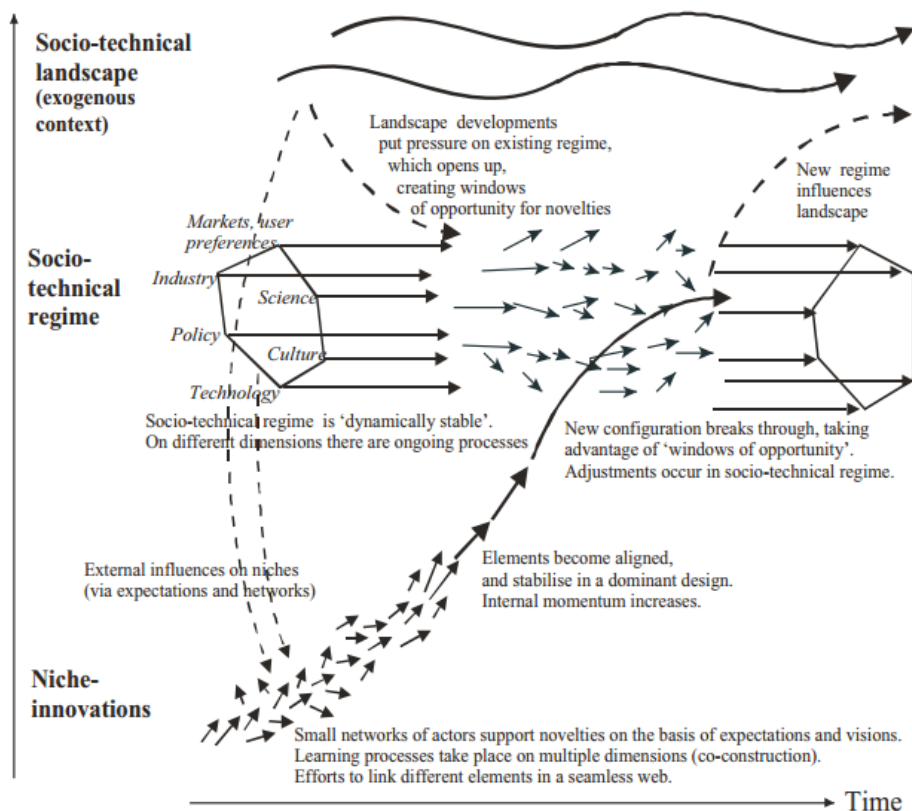 Socio-technical
landscape
(exogenous
context)
Landscape developments
put pressure on existing regime,
which opens up,
creating windows
of opportunity for novelties
New regime
influences
landscape
Markets, user
preferences
Industry
Science
Policy
Culture
Technology
Socio-
technical
regime
Socio-technical regime is ‘dynamically stable’.
On different dimensions there are ongoing processes
New configuration breaks through, taking
advantage of ‘windows of opportunity’.
Adjustments occur in socio-technical regime.
External influences on niches
(via expectations and networks)
Elements become aligned,
and stabilise in a dominant design.
Internal momentum increases.
Niche-
innovations
Small networks of actors support novelties on the basis of expectations and visions.
Learning processes take place on multiple dimensions (co-construction).
Efforts to link different elements in a seamless web.
Time